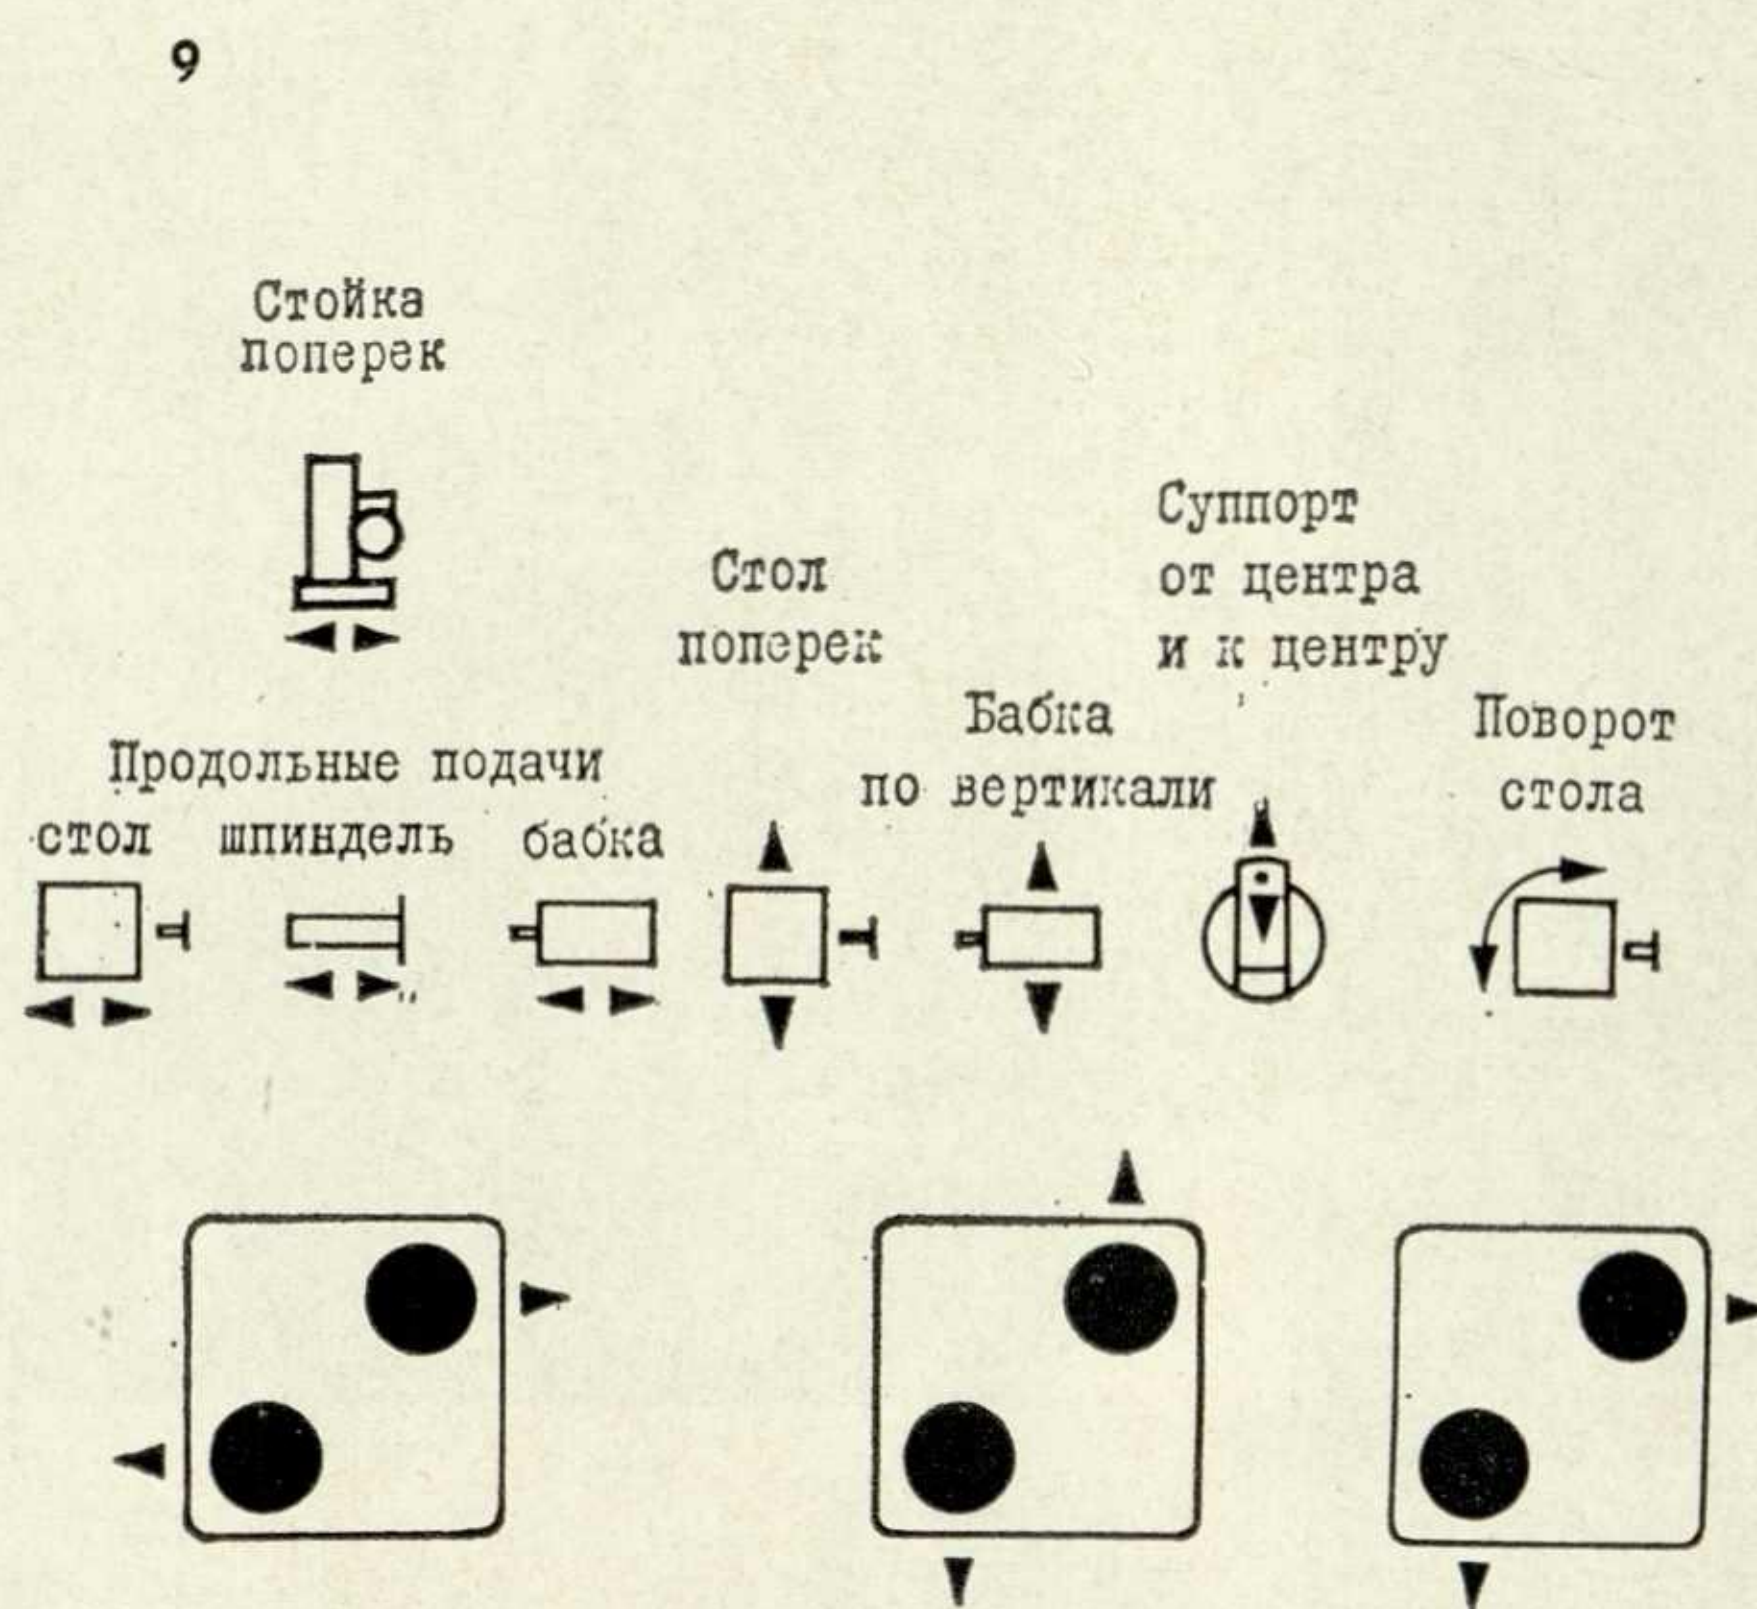 9
Стойка
поперек
Суппорт
от центра
и к центру
Стол
поперек
Бабка
по вертикали
Поворот
стола
Продольные подачи
стол шпиндель бабка